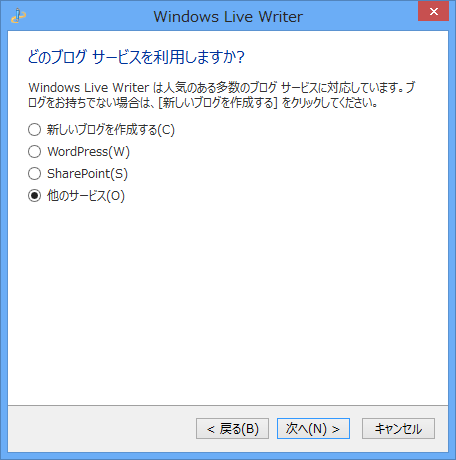 Windows Live Writer
どのブログ サービスを利用しますか?
Windows Live Writer は人気のある多数のブログ サービスに対応しています。ブ
ログをお持ちでない場合は、[新しいブログを作成する] をクリックしてください。
新しいブログを作成する(C)
WordPress(W)
SharePoint(S)
他のサービス(O)
< 戻る(B)
次へ(N) >
キャンセル